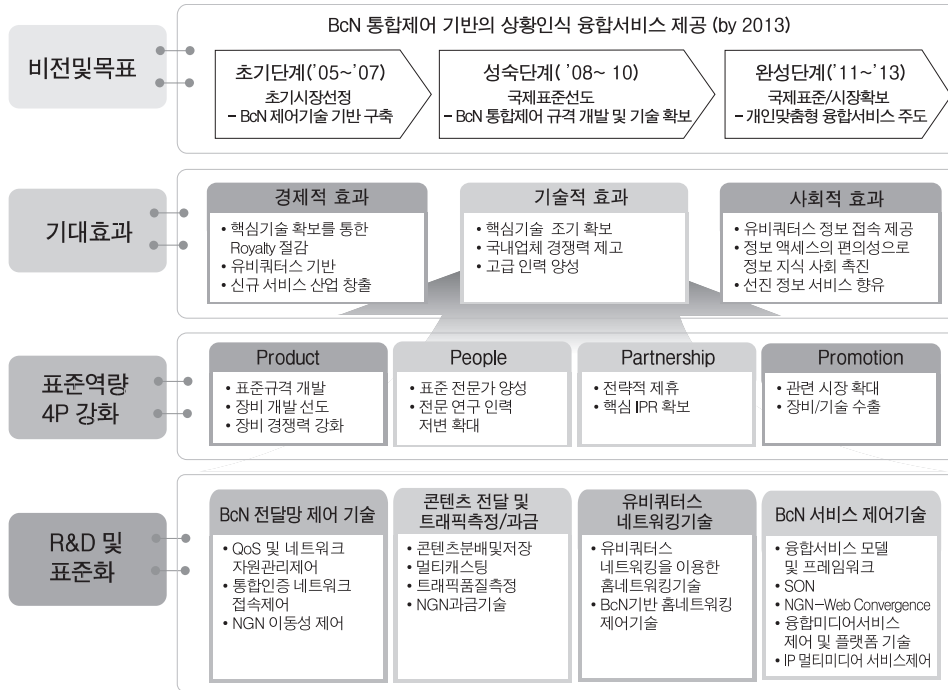 BcN 통합제어 기반의 상황인식 융합서비스 제공 (by 2013)
비전및목표
초기단계('05~'07)
초기시장선정
– BcN 제어기술 기반 구축
성숙단계( '08~ 10)
국제표준선도
– BcN 통합제어 규격 개발 및 기술 확보
완성단계('11~'13)
국제표준/시장확보
– 개인맞춤형 융합서비스 주도
기대효과
경제적 효과
• 핵심기술 확보를 통한
Royalty 절감
• 유비쿼터스 기반
• 신규 서비스 산업 창출
기술적 효과
• 핵심기술 조기 확보
• 국내업체 경쟁력 제고
• 고급 인력 양성
사회적 효과
• 유비쿼터스 정보 접속 제공
• 정보 액세스의 편의성으로
정보 지식 사회 촉진
• 선진 정보 서비스 향유
표준역량
4P 강화
Product
• 표준규격 개발
• 장비 개발 선도
• 장비 경쟁력 강화
People
• 표준 전문가 양성
• 전문 연구 인력
저변 확대
Partnership
• 전략적 제휴
• 핵심 IPR 확보
Promotion
• 관련 시장 확대
• 장비/기술 수출
R&D 및
표준화
BcN 전달망 제어 기술
• QoS 및 네트워크
자원관리제어
• 통합인증 네트워크
접속제어
• NGN 이동성 제어
콘텐츠 전달 및
트래픽측정/과금
• 콘텐츠분배및저장
• 멀티캐스팅
• 트래픽품질측정
• NGN과금기술
유비쿼터스
네트워킹기술
• 유비쿼터스
네트워킹을 이용한
홈네트워킹기술
• BcN기반 홈네트워킹
제어기술
BcN 서비스 제어기술
• 융합서비스 모델
및 프레임워크
• SON
• NGN–Web Convergence
• 융합미디어서비스
제어 및 플랫폼 기술
• IP 멀티미디어 서비스제어